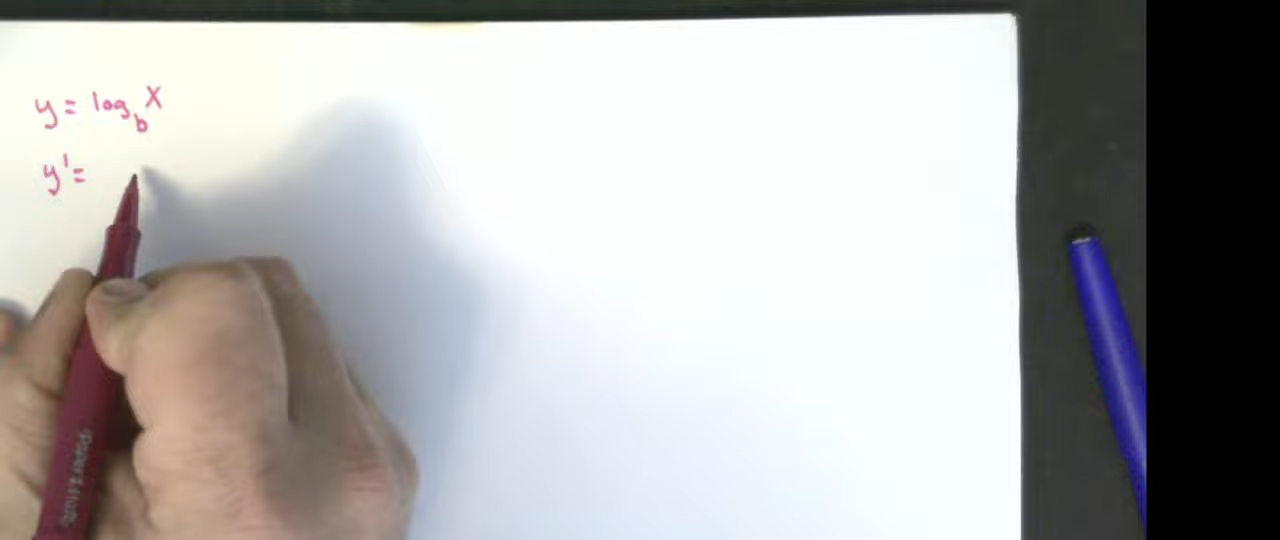 y = log_b x
y' =